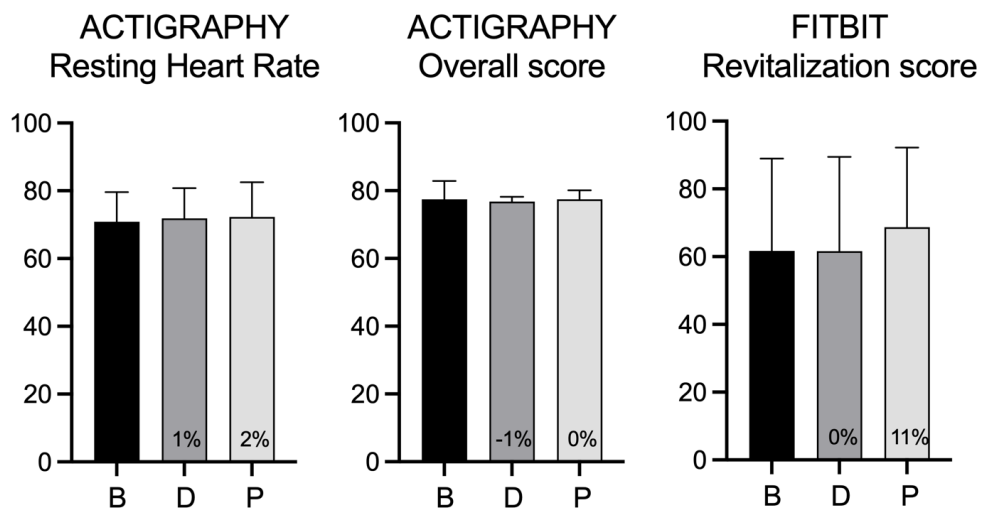 ACTIGRAPHY
Resting Heart Rate
100
80
60
40
20
0
1%
2%
B D P
ACTIGRAPHY
Overall score
100
80
60
40
20
0
-1%
0%
B D P
FITBIT
Revitalization score
100
80
60
40
20
0
0%
11%
B D P